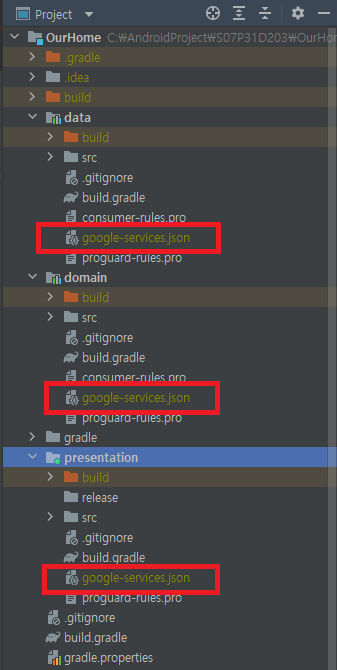 Project
OurHome C:₩AndroidProject₩S07P31D203₩OurHom
.gradle
.idea
build
data
build
src
.gitignore
build.gradle
consumer-rules.pro
google-services.json
proguard-rules.pro
domain
build
src
.gitignore
build.gradle
consumer-rules.pro
google-services.json
proguard-rules.pro
gradle
presentation
build
release
src
.gitignore
build.gradle
google-services.json
proguard-rules.pro
.gitignore
build.gradle
gradle.properties